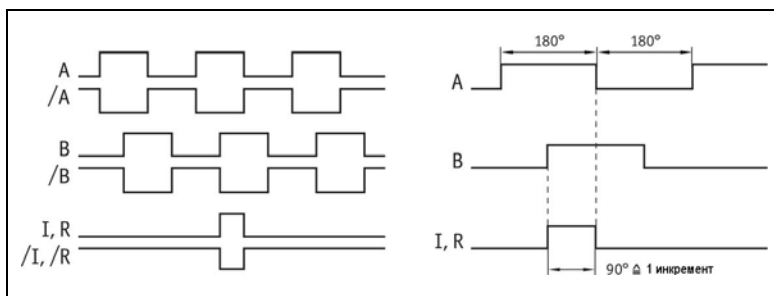 A
/A
B
/B
I, R
/I, /R
180° 180°
A
B
I, R
90° ≙ 1 инкремент